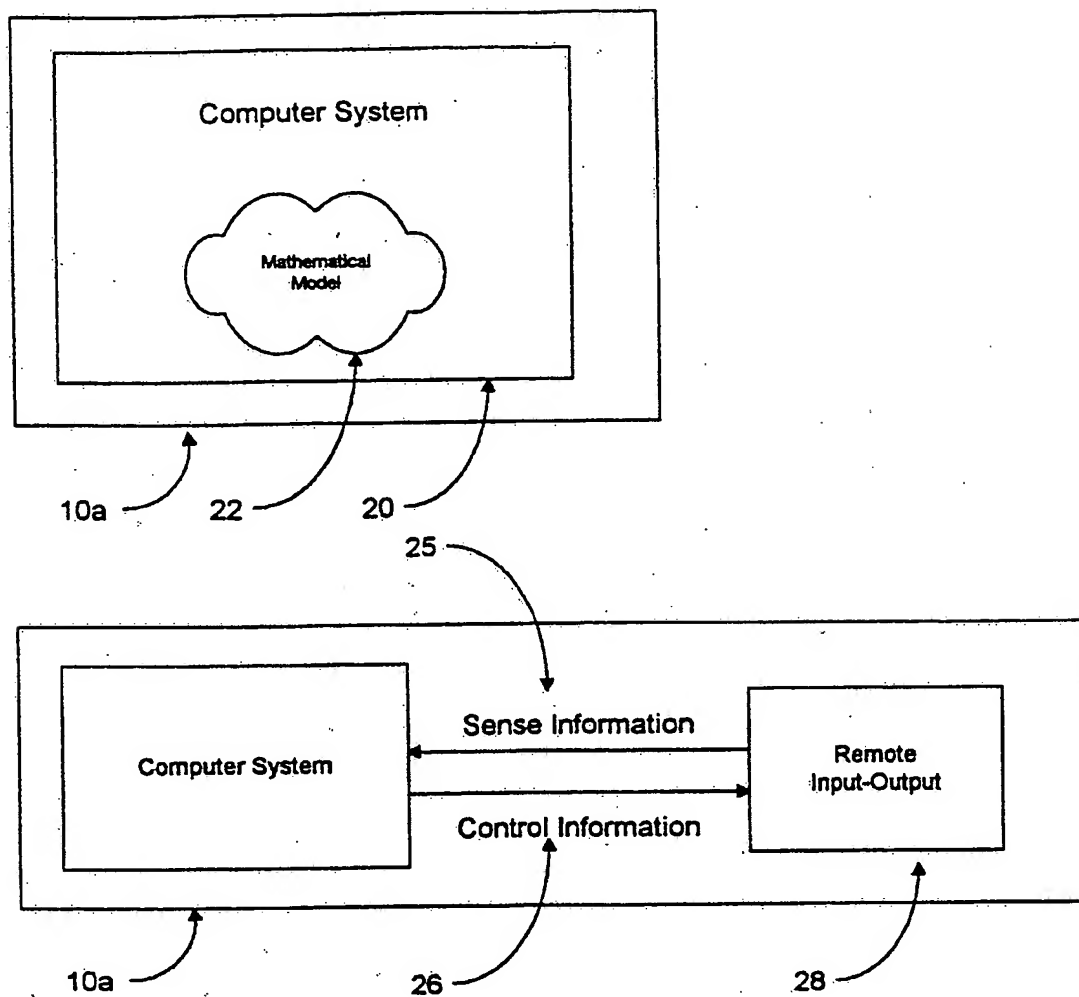 Computer System
Mathematical
Model
10a
22
20
25
Sense Information
Computer System
Remote
Input-Output
Control Information
10a
26
28